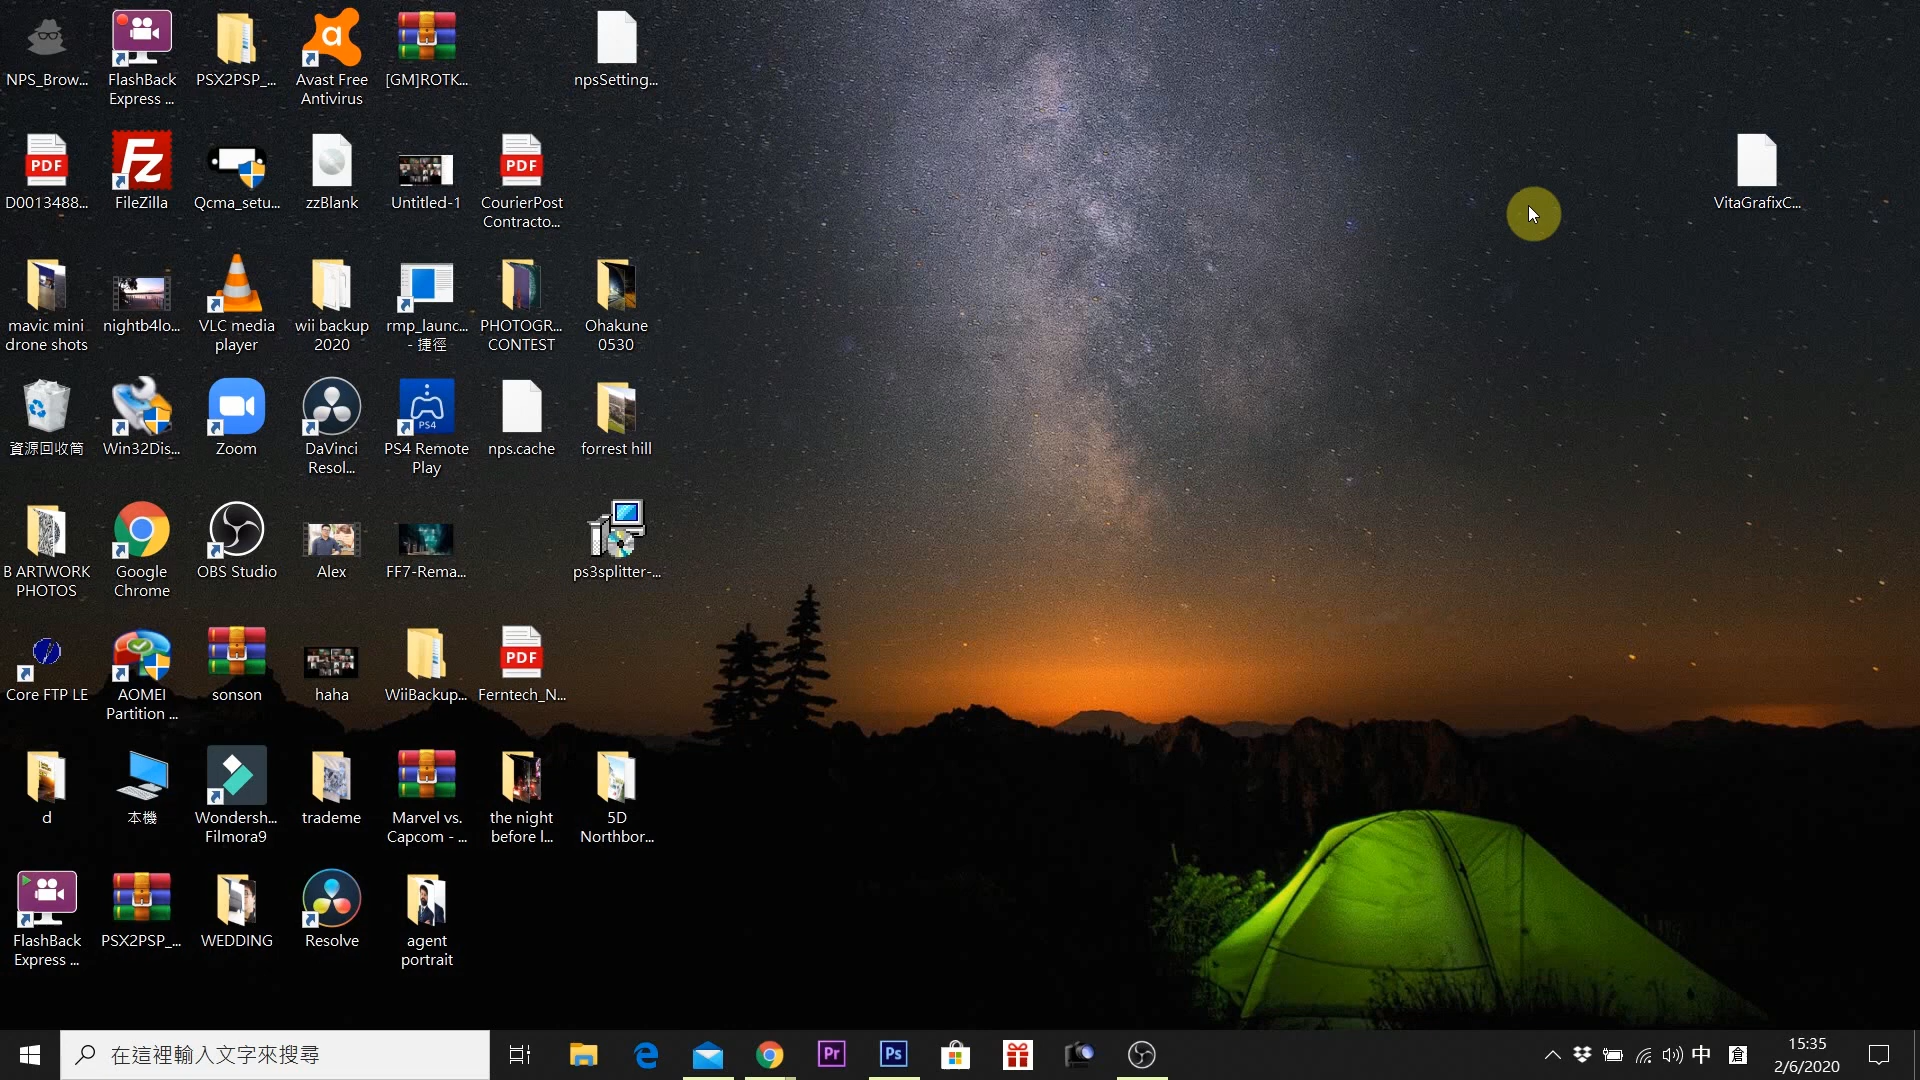 NPS_Brow...
FlashBack
Express ...
PSX2PSP_...
Avast Free
Antivirus
[GM]ROTK...
npsSetting...
PDF
D0013488...
FileZilla
Qcma_setu...
zzBlank
Untitled-1
PDF
CourierPost
Contracto...
VitaGrafixC...
mavic mini
drone shots
nightb4lo...
VLC media
player
wii backup
2020
rmp_launc...
- 捷徑
PHOTOGR...
CONTEST
Ohakune
0530
資源回收筒
Win32Dis...
Zoom
DaVinci
Resol...
PS4
PS4 Remote
Play
nps.cache
forrest hill
B ARTWORK
PHOTOS
Google
Chrome
OBS Studio
Alex
FF7-Rema...
ps3splitter-...
Core FTP LE
AOMEI
Partition ...
sonson
haha
WiiBackup...
PDF
Ferntech_N...
d
本機
Wondersh...
Filmora9
trademe
Marvel vs.
Capcom - ...
the night
before l...
5D
Northbor...
FlashBack
Express ...
PSX2PSP_...
WEDDING
Resolve
agent
portrait
在這裡輸入文字來搜尋
Pr
Ps
中
倉
15:35
2/6/2020